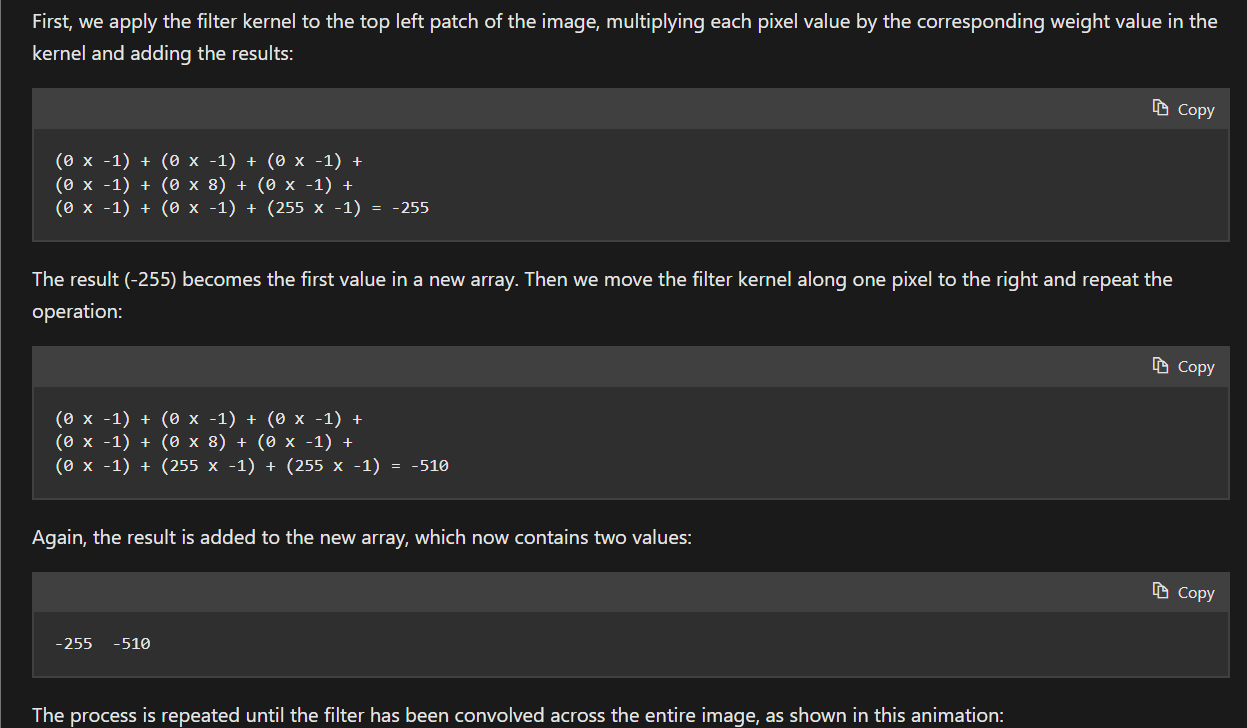 First, we apply the filter kernel to the top left patch of the image, multiplying each pixel value by the corresponding weight value in the
kernel and adding the results:
Copy
(0 x -1) + (0 x -1) + (0 x -1) +
(0 x -1) + (0 x 8) + (0 x -1) +
(0 x -1) + (0 x -1) + (255 x -1) = -255
The result (-255) becomes the first value in a new array. Then we move the filter kernel along one pixel to the right and repeat the
operation:
Copy
(0 x -1) + (0 x -1) + (0 x -1) +
(0 x -1) + (0 x 8) + (0 x -1) +
(0 x -1) + (255 x -1) + (255 x -1) = -510
Again, the result is added to the new array, which now contains two values:
Copy
-255  -510
The process is repeated until the filter has been convolved across the entire image, as shown in this animation: